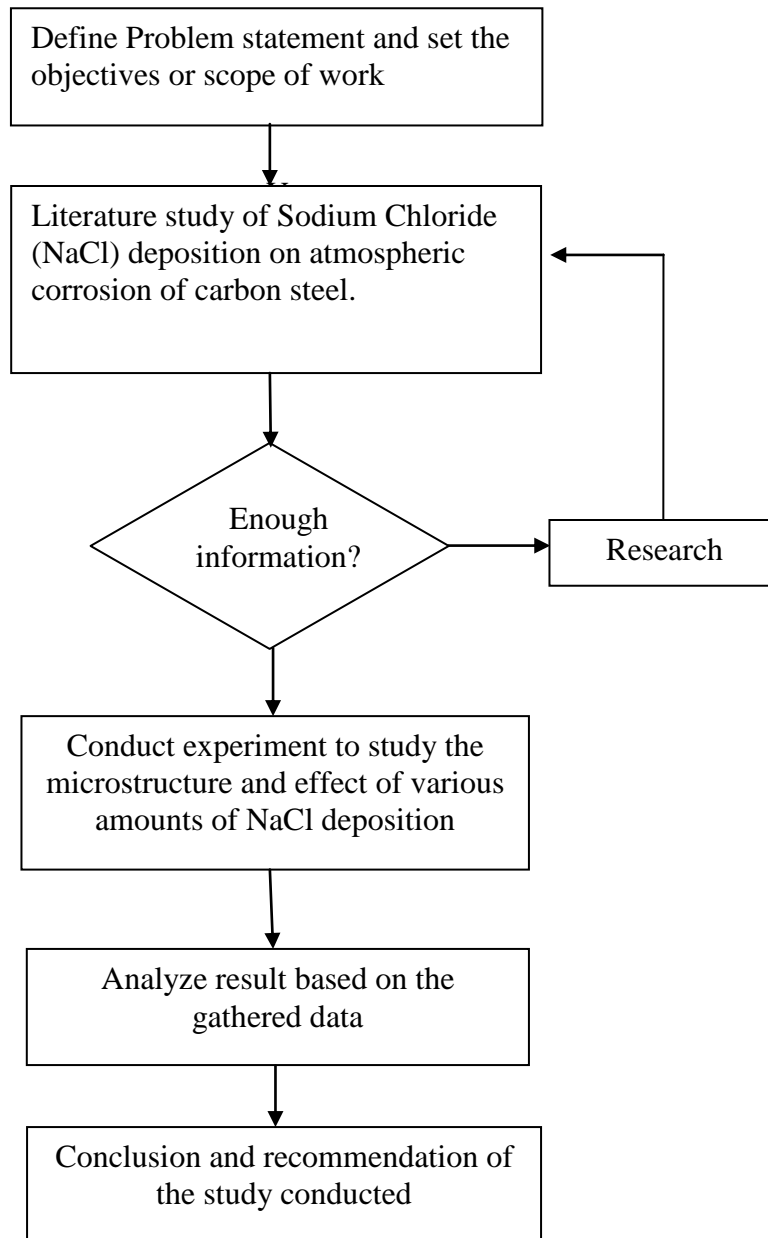 Define Problem statement and set the
objectives or scope of work
Literature study of Sodium Chloride
(NaCl) deposition on atmospheric
corrosion of carbon steel.
Enough
information?
Research
Conduct experiment to study the
microstructure and effect of various
amounts of NaCl deposition
Analyze result based on the
gathered data
Conclusion and recommendation of
the study conducted